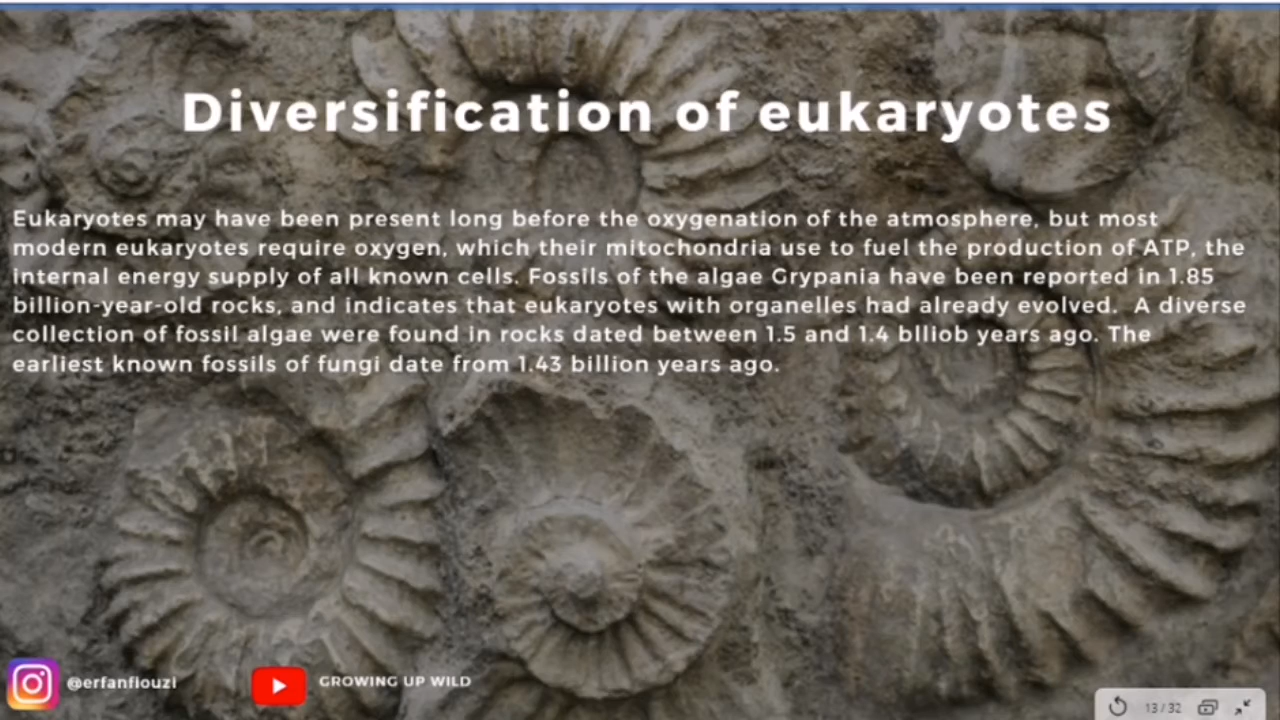 Diversification of eukaryotes
Eukaryotes may have been present long before the oxygenation of the atmosphere, but most
modern eukaryotes require oxygen, which their mitochondria use to fuel the production of ATP, the
internal energy supply of all known cells. Fossils of the algae Grypania have been reported in 1.85
billion-year-old rocks, and indicates that eukaryotes with organelles had already evolved.  A diverse
collection of fossil algae were found in rocks dated between 1.5 and 1.4 blliob years ago. The
earliest known fossils of fungi date from 1.43 billion years ago.
@erfanfiouzi
GROWING UP WILD
13 / 32